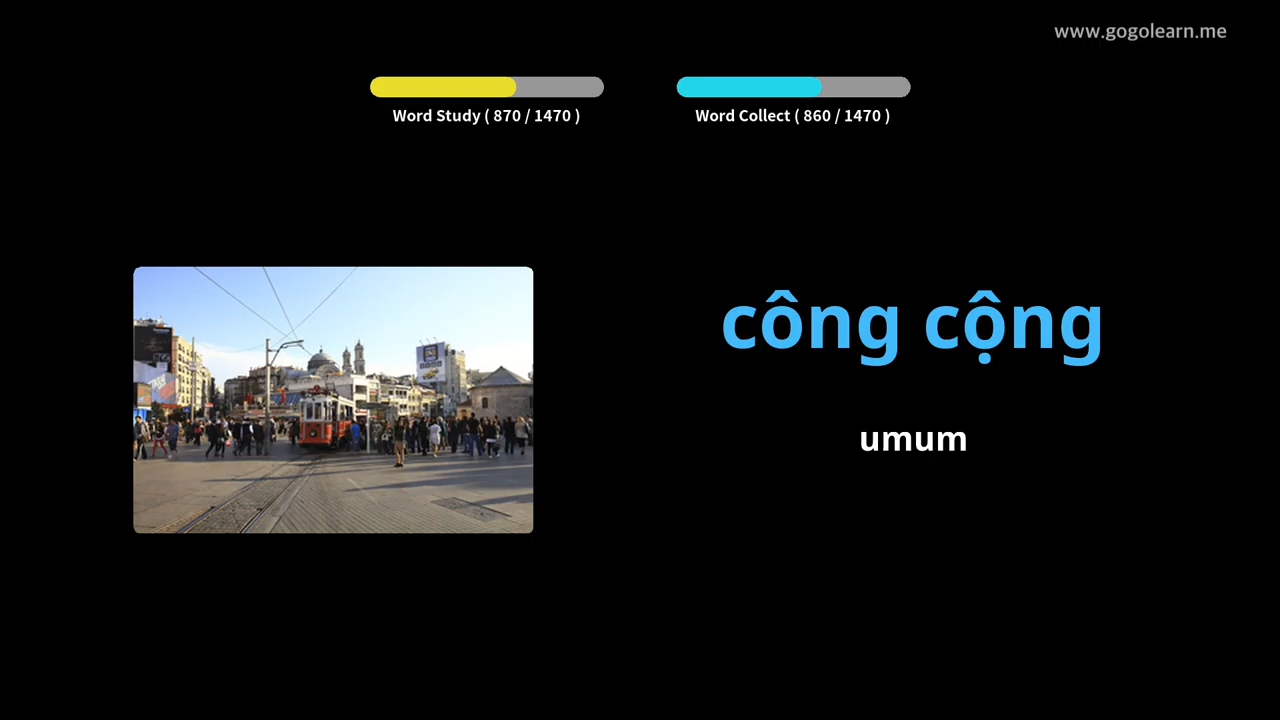 www.gogolearn.me
Word Study ( 870 / 1470 )
Word Collect ( 860 / 1470 )
công cộng
umum